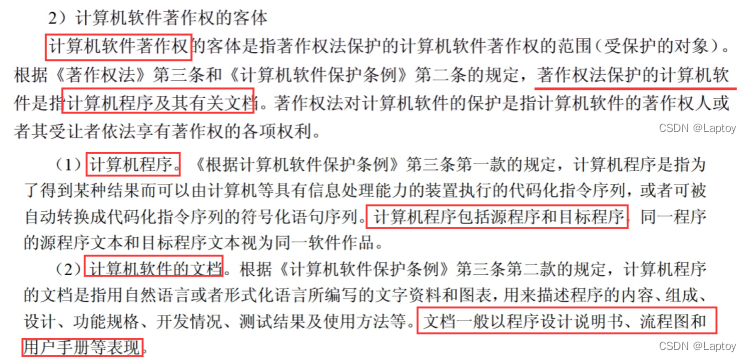 2）计算机软件著作权的客体
计算机软件著作权的客体是指著作权法保护的计算机软件著作权的范围（受保护的对象）。
根据《著作权法》第三条和《计算机软件保护条例》第二条的规定，著作权法保护的计算机软
件是指计算机程序及其有关文档。著作权法对计算机软件的保护是指计算机软件的著作权人或
者其受让者依法享有著作权的各项权利。
CSDN @Laptoy
（1）计算机程序。《根据计算机软件保护条例》第三条第一款的规定，计算机程序是指为
了得到某种结果而可以由计算机等具有信息处理能力的装置执行的代码化指令序列，或者可被
自动转换成代码化指令序列的符号化语句序列。计算机程序包括源程序和目标程序，同一程序
的源程序文本和目标程序文本视为同一软件作品。
（2）计算机软件的文档。根据《计算机软件保护条例》第三条第二款的规定，计算机程序
的文档是指用自然语言或者形式化语言所编写的文字资料和图表，用来描述程序的内容、组成、
设计、功能规格、开发情况、测试结果及使用方法等。文档一般以程序设计说明书、流程图和
用户手册等表现。
CSDN @Laptoy